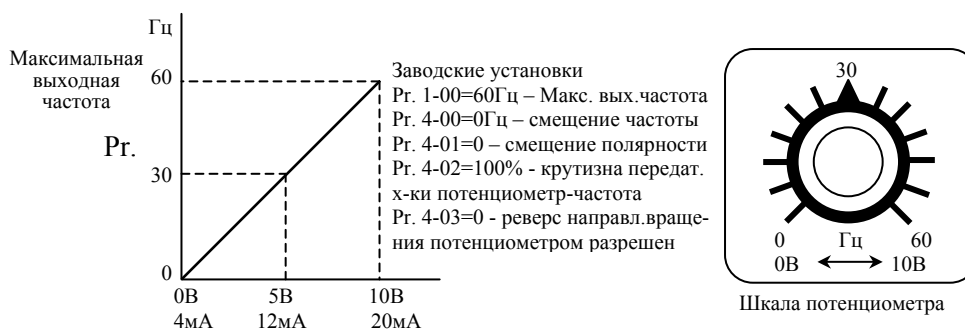 Гц
Максимальная
выходная
частота
Pr.
60
30
0
0В
5В
10В
4мА
12мА
20мА
Заводские установки
Pr. 1-00=60Гц – Макс. вых.частота
Pr. 4-00=0Гц – смещение частоты
Pr. 4-01=0 – смещение полярности
Pr. 4-02=100% - крутизна передат.
х-ки потенциометр-частота
Pr. 4-03=0 - реверс направл.враще-
ния потенциометром разрешен
30
0 Гц 60
0В 10В
Шкала потенциометра